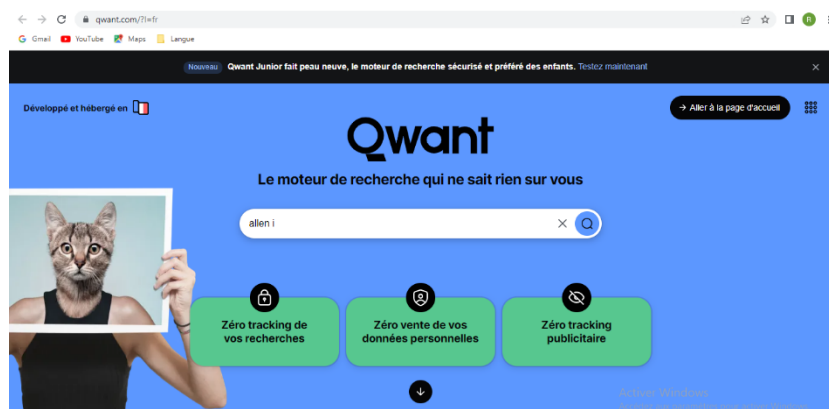 qwant.com/?l=fr
R
Gmail YouTube Maps Langue
Nouveau Qwant Junior fait peau neuve, le moteur de recherche sécurisé et préféré des enfants. Testez maintenant
Développé et hébergé en
→ Aller à la page d'accueil
Qwant
Le moteur de recherche qui ne sait rien sur vous
allen i
Zéro tracking de
vos recherches
Zéro vente de vos
données personnelles
Zéro tracking
publicitaire
Activer Windows